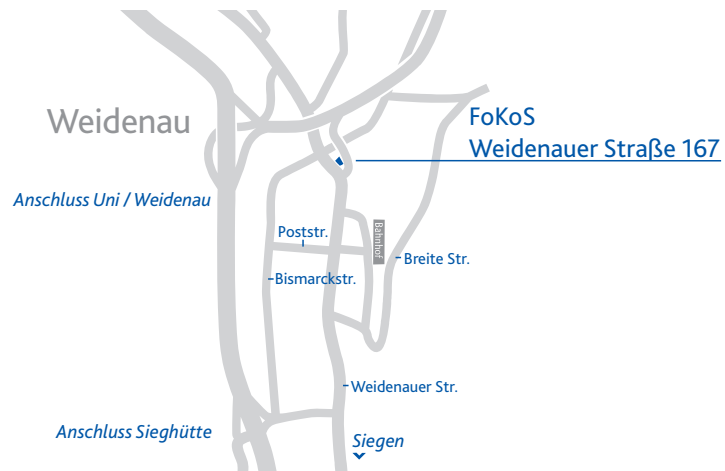 Weidenau
FoKoS
Weidenauer Straße 167
Anschluss Uni / Weidenau
Poststr.
Bahnhof
Breite Str.
Bismarckstr.
Weidenauer Str.
Anschluss Sieghütte
Siegen